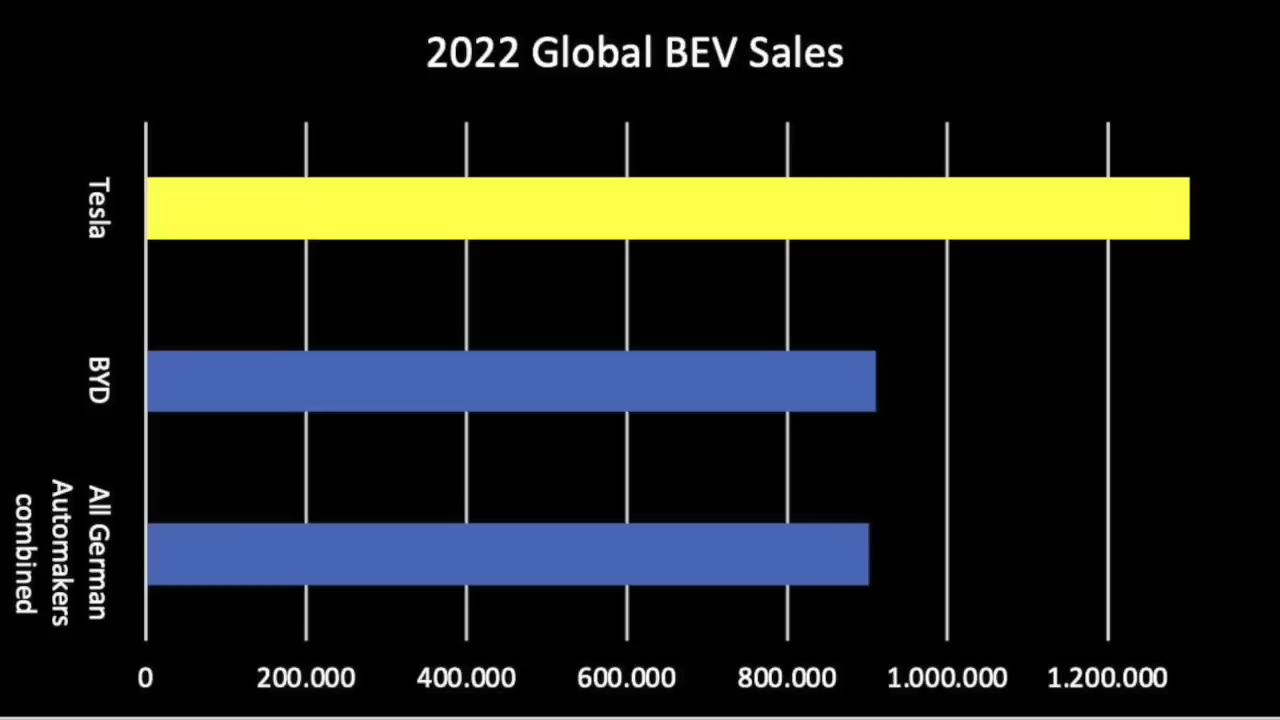 2022 Global BEV Sales
Tesla
BYD
All German
Automakers
combined
0 200.000 400.000 600.000 800.000 1.000.000 1.200.000